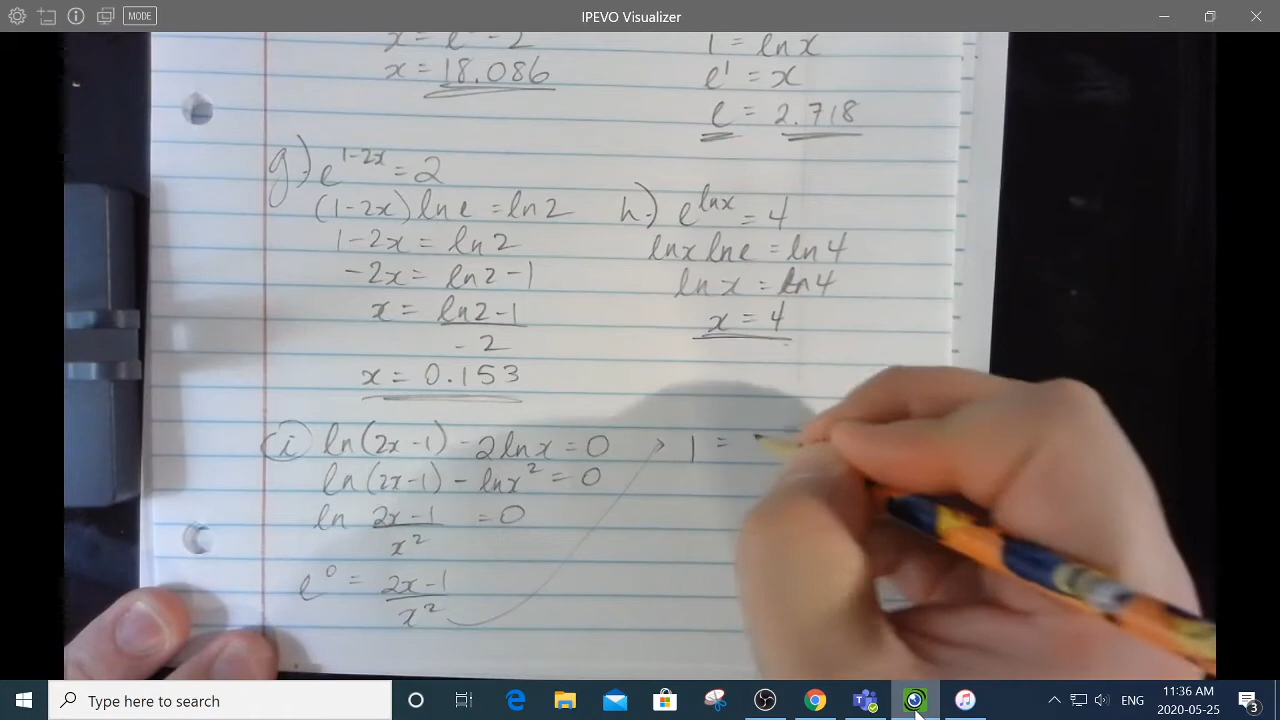 IPEVO Visualizer
MODE
x = 18.086
1 = ln x
e¹ = x
e = 2.718
g.) e^(1-2x) = 2
(1-2x) ln e = ln 2
1-2x = ln 2
-2x = ln 2 - 1
x = (ln 2 - 1)/-2
x = 0.153
h.) e^(ln x) = 4
ln x ln e = ln 4
ln x = ln 4
x = 4
i ln(2x-1) - 2 ln x = 0
ln(2x-1) - ln x² = 0
ln (2x-1)/x² = 0
e⁰ = (2x-1)/x²
1 =
Type here to search
ENG
11:36 AM
2020-05-25
3